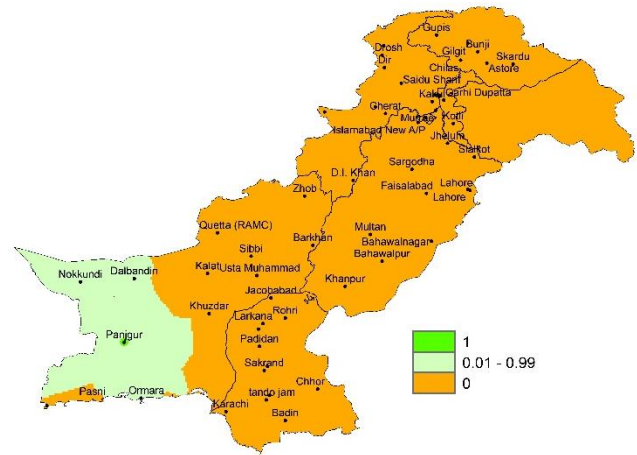 Gupis
Drosh
Bunji
Gilgit
Skardu
Dir
Astore
Chilas
Saidu Sharif
Garhi Dupatta
Cherat
Kotli
Islamabad New A/P
Jhelum
Sialkot
Sargodha
D.I. Khan
Lahore
Zhob
Faisalabad
Lahore
Quetta (RAMC)
Multan
Barkhan
Bahawalnagar
Sibbi
Bahawalpur
Dalbandin
Kalat
Usta Muhammad
Nokkundi
Khanpur
Jacobabad
Khuzdar
Rohri
Larkana
Panjgur
1
Padidan
0.01 - 0.99
Sakrand
0
Pasni
Ormara
Chhor
tando jam
Karachi
Badin